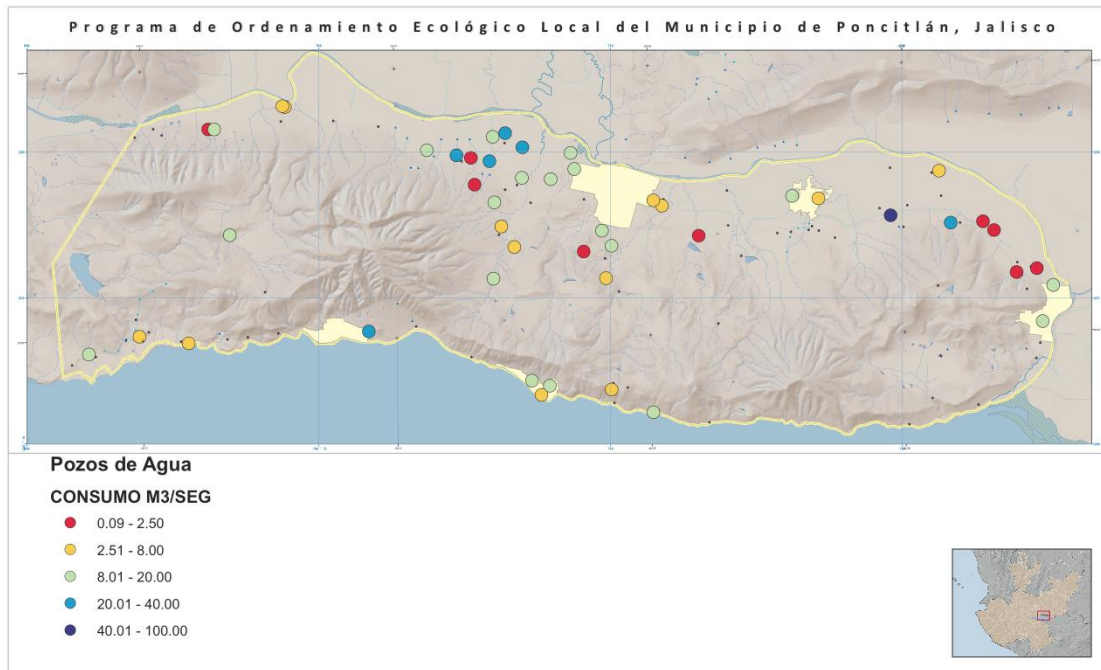 Programa de Ordenamiento Ecológico Local del Municipio de Poncitlán, Jalisco
Pozos de Agua
CONSUMO M3/SEG
0.09 - 2.50
2.51 - 8.00
8.01 - 20.00
20.01 - 40.00
40.01 - 100.00